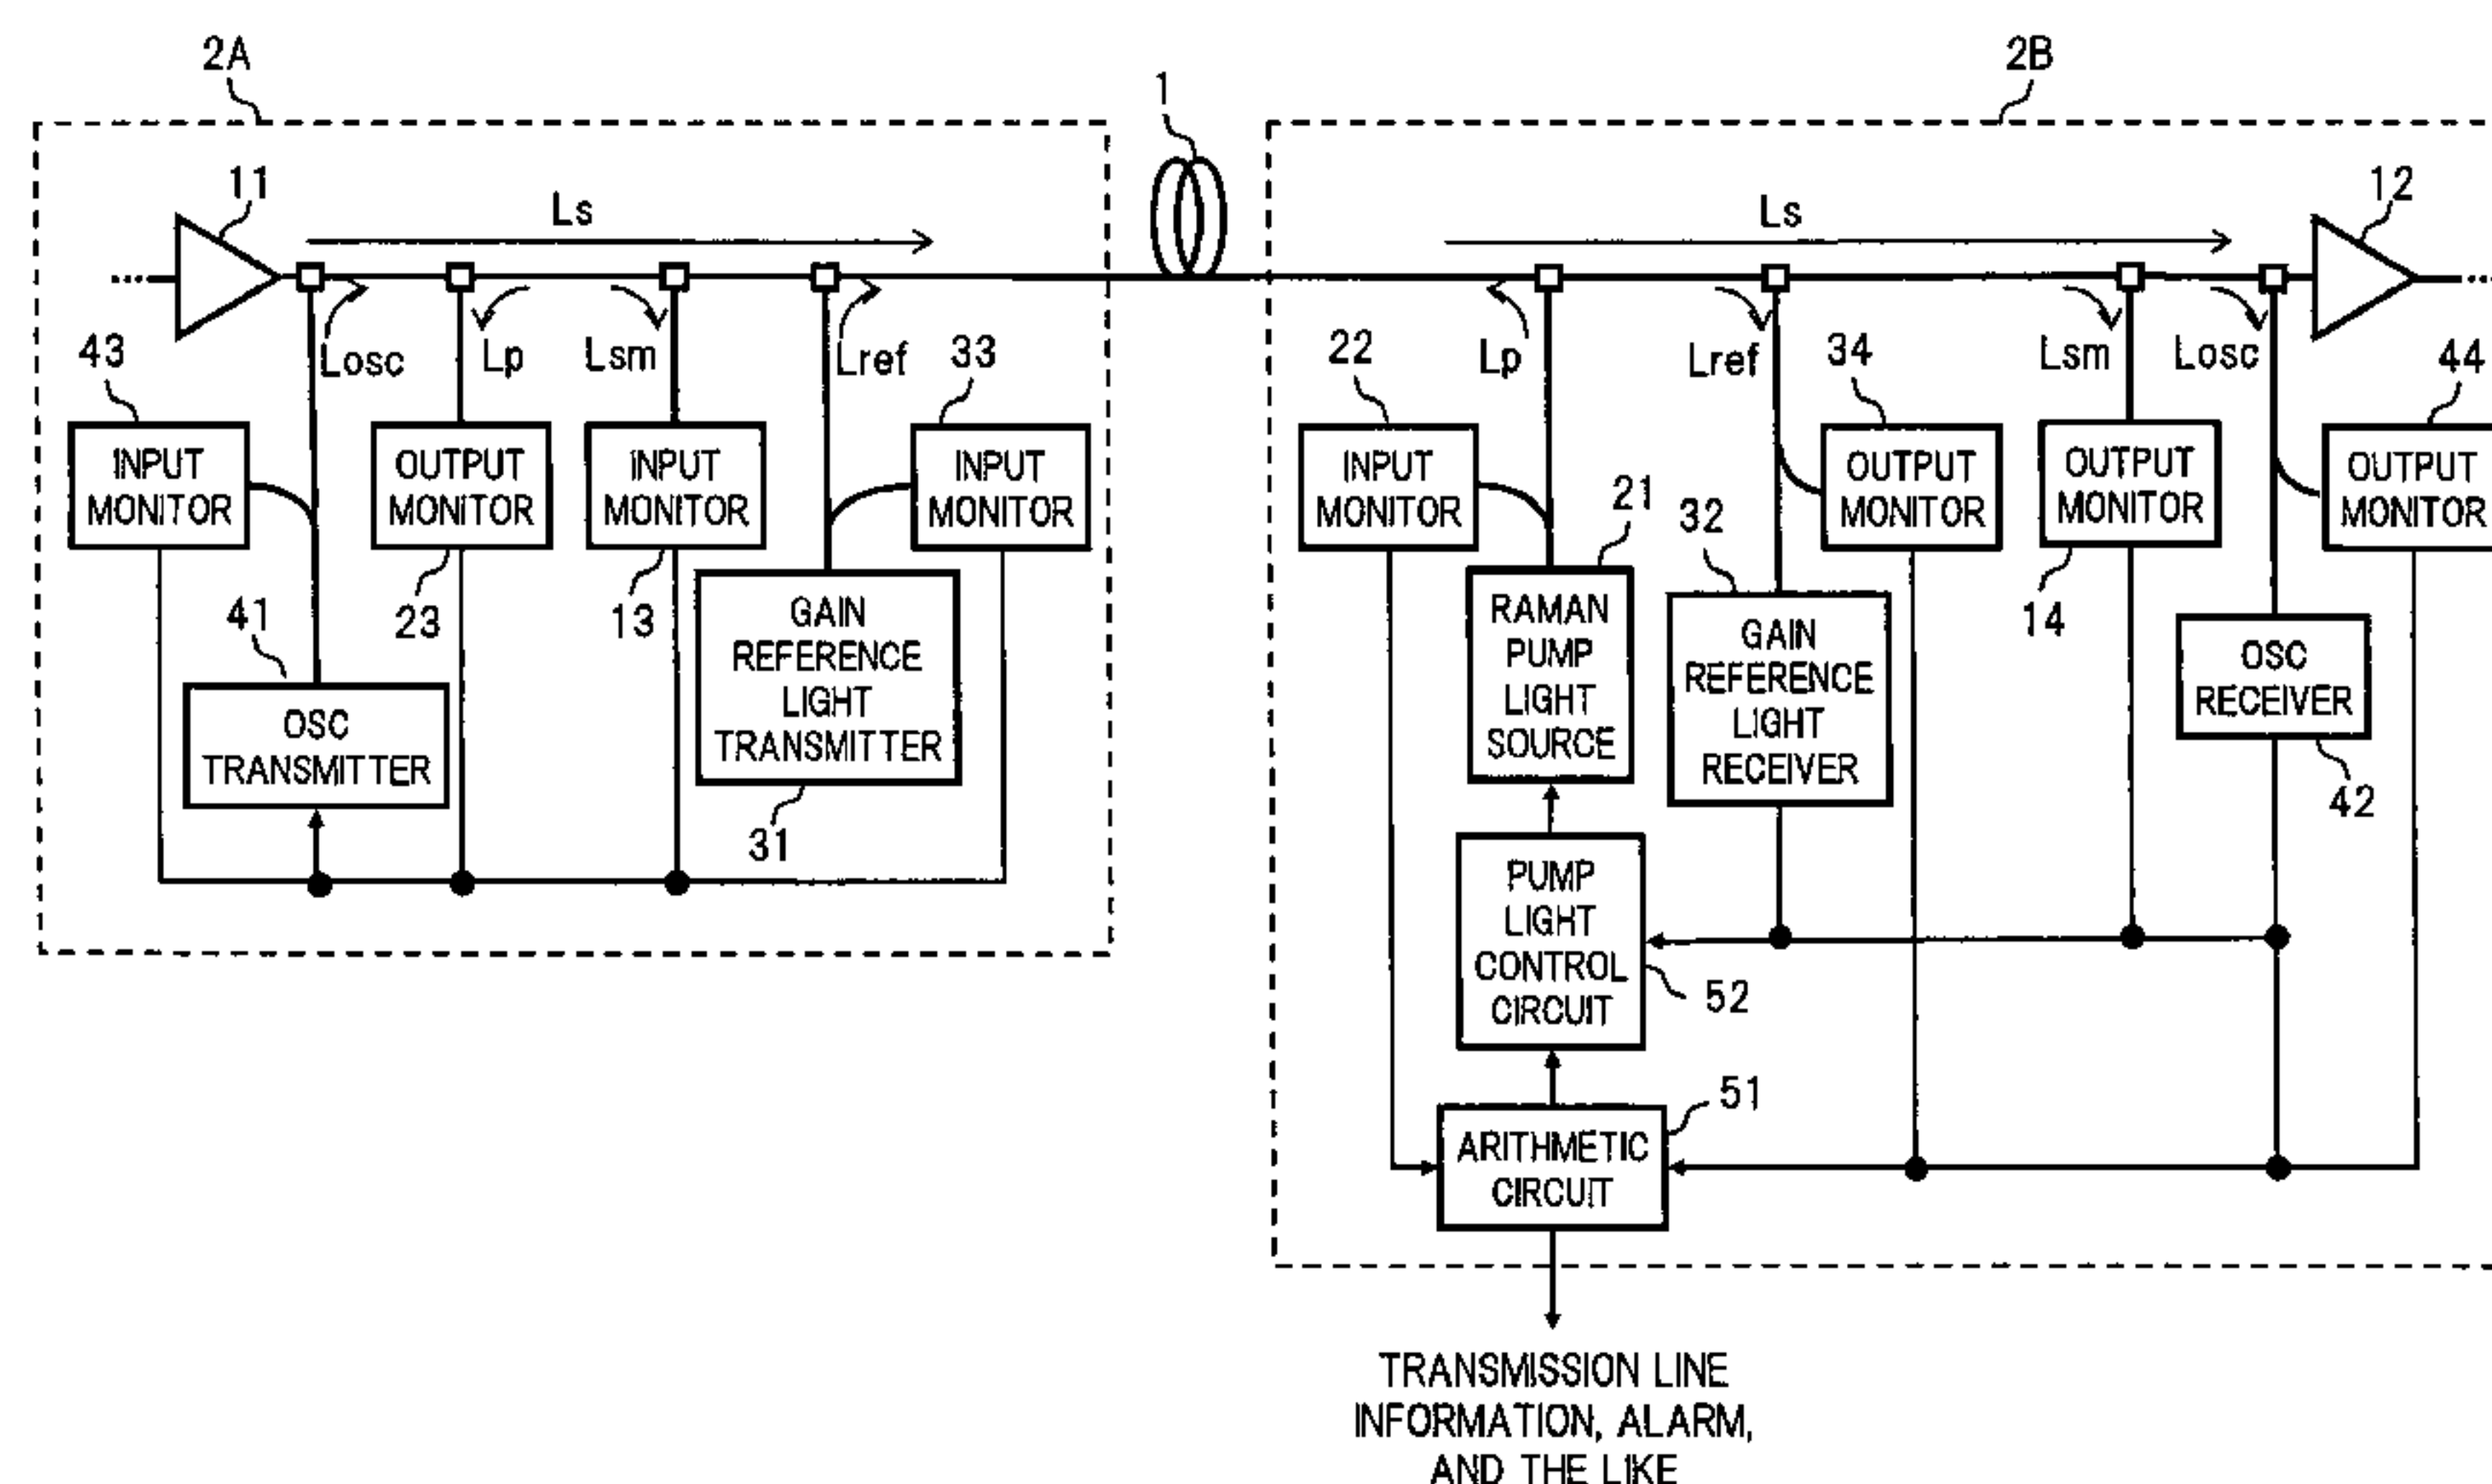 2A
2B
1
11
12
Ls
Ls
Losc
Lp
Lsm
Lref
Lp
Lref
Lsm
Losc
43
33
22
34
44
INPUT
MONITOR
OUTPUT
MONITOR
INPUT
MONITOR
INPUT
MONITOR
INPUT
MONITOR
OUTPUT
MONITOR
OUTPUT
MONITOR
OUTPUT
MONITOR
41
23
13
21
32
14
OSC
TRANSMITTER
GAIN
REFERENCE
LIGHT
TRANSMITTER
31
RAMAN
PUMP
LIGHT
SOURCE
GAIN
REFERENCE
LIGHT
RECEIVER
OSC
RECEIVER
42
PUMP
LIGHT
CONTROL
CIRCUIT
52
51
ARITHMETIC
CIRCUIT
TRANSMISSION LINE
INFORMATION, ALARM,
AND THE LIKE